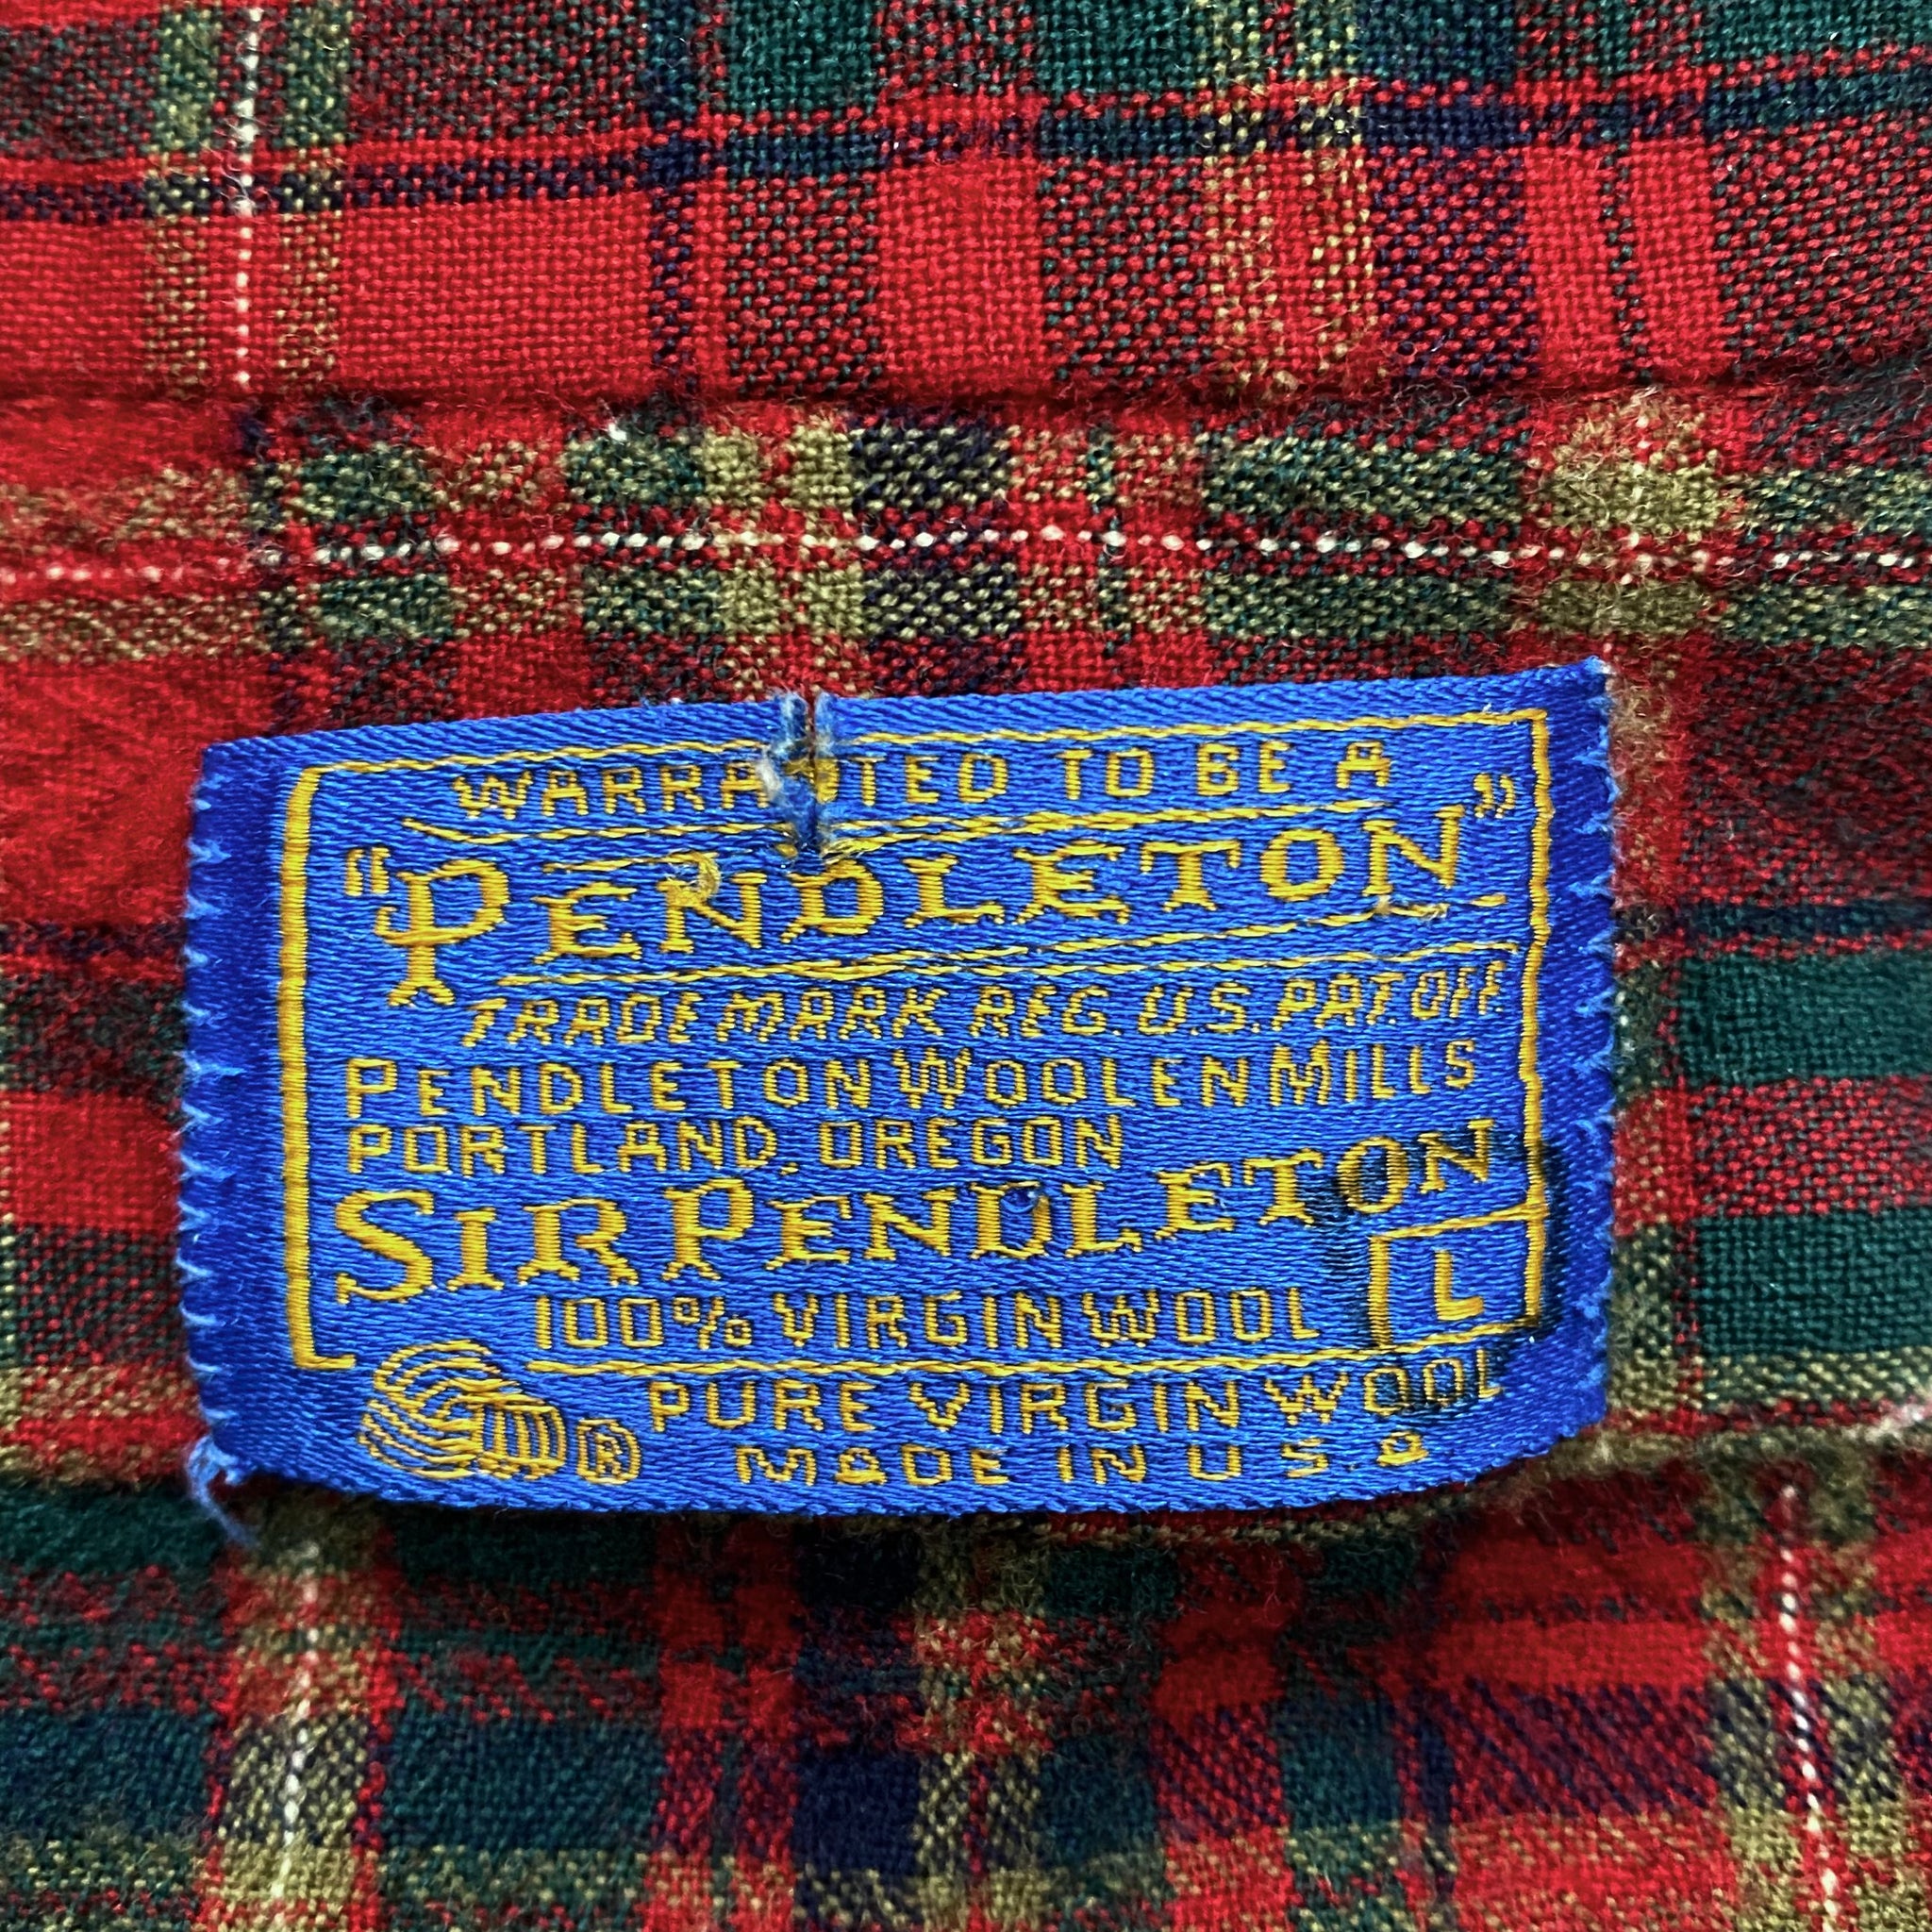 WARRANTED TO BE A
"PENDLETON"
TRADE MARK REG. U.S. PAT. OFF.
PENDLETON WOOLEN MILLS
PORTLAND, OREGON
SIR PENDLETON
100% VIRGIN WOOL L
® PURE VIRGIN WOOL
MADE IN U S A